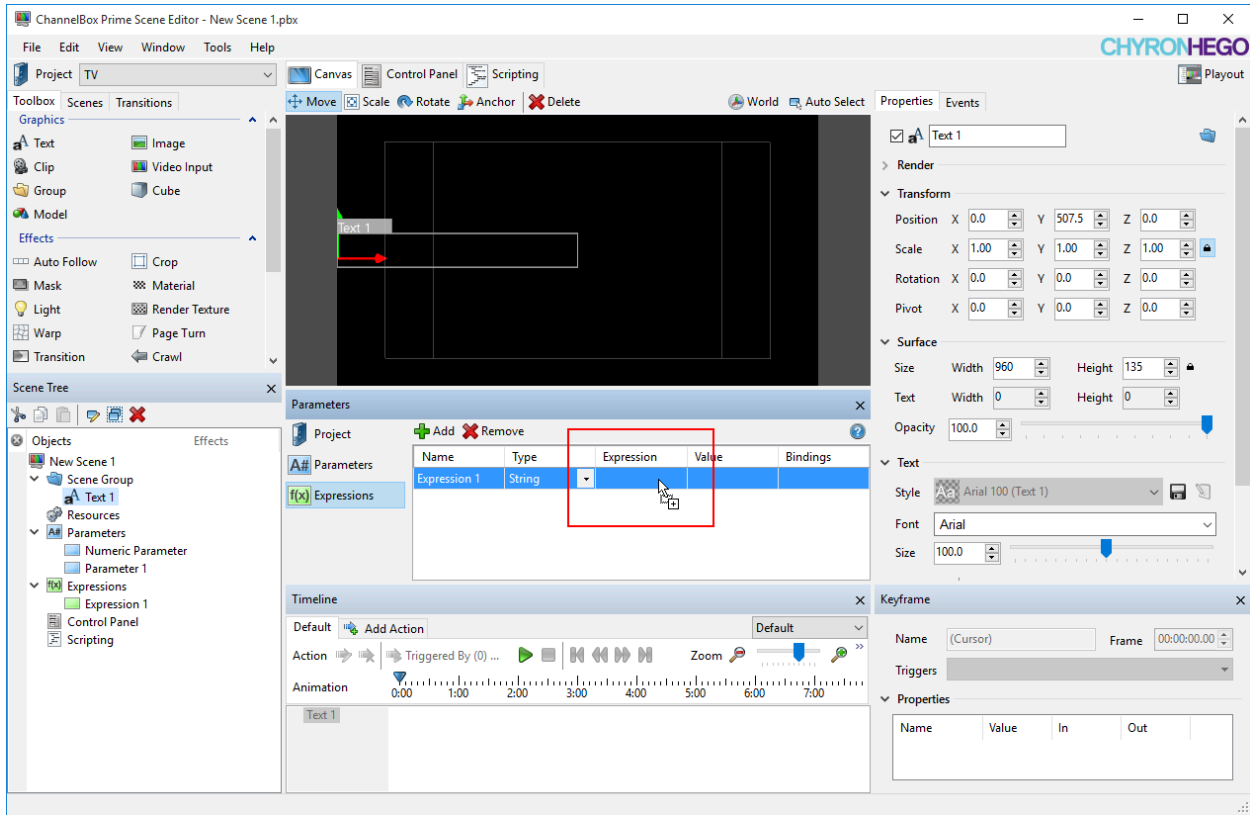 ChannelBox Prime Scene Editor - New Scene 1.pbx
File Edit View Window Tools Help
CHYRONHEGO
Project TV
Canvas Control Panel Scripting
Playout
Toolbox Scenes Transitions
Move Scale Rotate Anchor Delete World Auto Select
Properties Events
Graphics
Text Image
Clip Video Input
Group Cube
Model
Effects
Auto Follow Crop
Mask Material
Light Render Texture
Warp Page Turn
Transition Crawl
Text 1
Text 1
Render
Transform
Position X 0.0 Y 507.5 Z 0.0
Scale X 1.00 Y 1.00 Z 1.00
Rotation X 0.0 Y 0.0 Z 0.0
Pivot X 0.0 Y 0.0 Z 0.0
Surface
Size Width 960 Height 135
Text Width 0 Height 0
Opacity 100.0
Text
Style Aa Arial 100 (Text 1)
Font Arial
Size 100.0
Scene Tree
Objects Effects
New Scene 1
Scene Group
Text 1
Resources
A# Parameters
Numeric Parameter
Parameter 1
f(x) Expressions
Expression 1
Control Panel
Scripting
Parameters
Project
A# Parameters
f(x) Expressions
Add Remove
Name Type Expression Value Bindings
Expression 1 String
Timeline
Default Add Action Default
Action Triggered By (0) ... Zoom
Animation 0:00 1:00 2:00 3:00 4:00 5:00 6:00 7:00
Text 1
Keyframe
Name (Cursor) Frame 00:00:00.00
Triggers
Properties
Name Value In Out